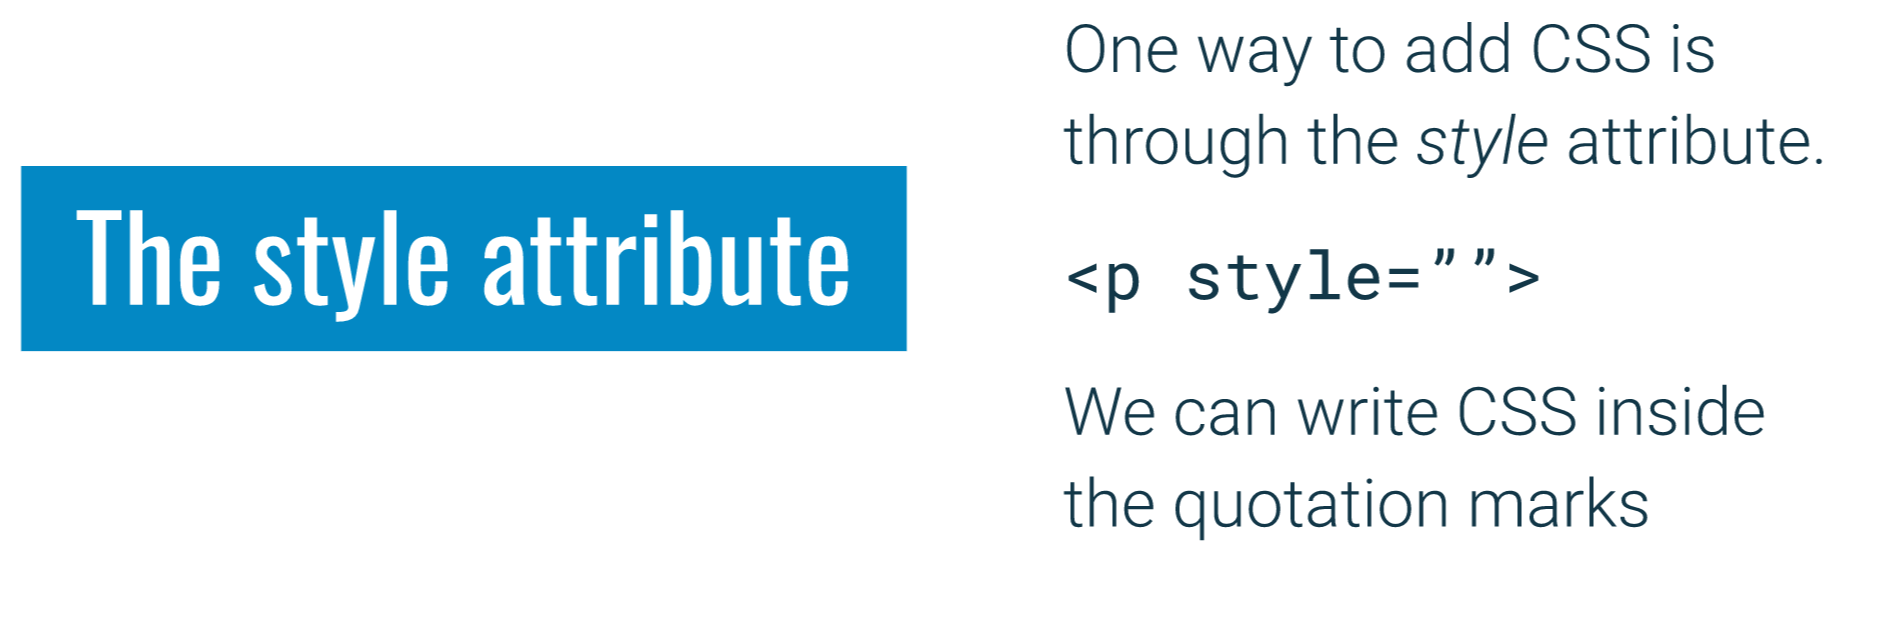 The style attribute
One way to add CSS is
through the style attribute.
<p style=””>
We can write CSS inside
the quotation marks